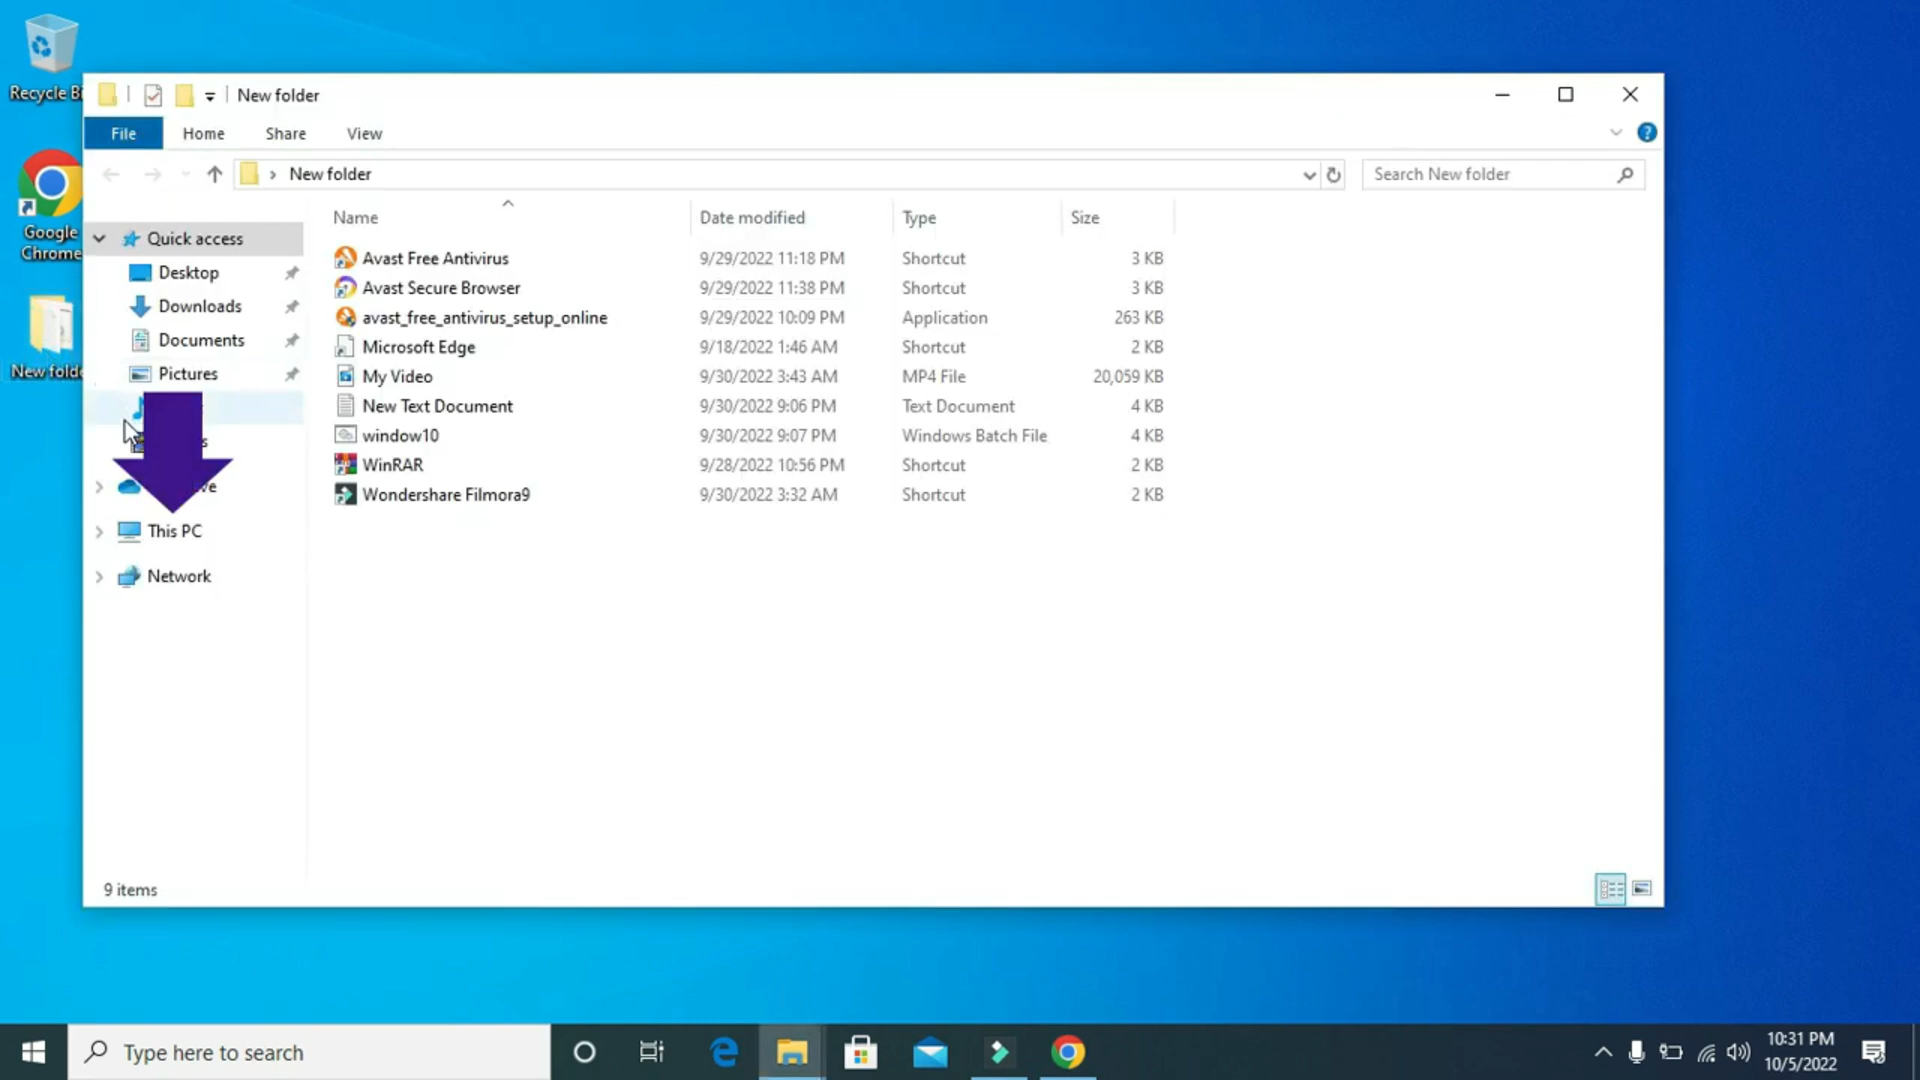 Recycle Bi
New folder
File Home Share View
New folder
Search New folder
Google
Chrome
New folde
Quick access
Desktop
Downloads
Documents
Pictures
This PC
Network
Name Date modified Type Size
Avast Free Antivirus 9/29/2022 11:18 PM Shortcut 3 KB
Avast Secure Browser 9/29/2022 11:38 PM Shortcut 3 KB
avast_free_antivirus_setup_online 9/29/2022 10:09 PM Application 263 KB
Microsoft Edge 9/18/2022 1:46 AM Shortcut 2 KB
My Video 9/30/2022 3:43 AM MP4 File 20,059 KB
New Text Document 9/30/2022 9:06 PM Text Document 4 KB
window10 9/30/2022 9:07 PM Windows Batch File 4 KB
WinRAR 9/28/2022 10:56 PM Shortcut 2 KB
Wondershare Filmora9 9/30/2022 3:32 AM Shortcut 2 KB
9 items
Type here to search
10:31 PM
10/5/2022